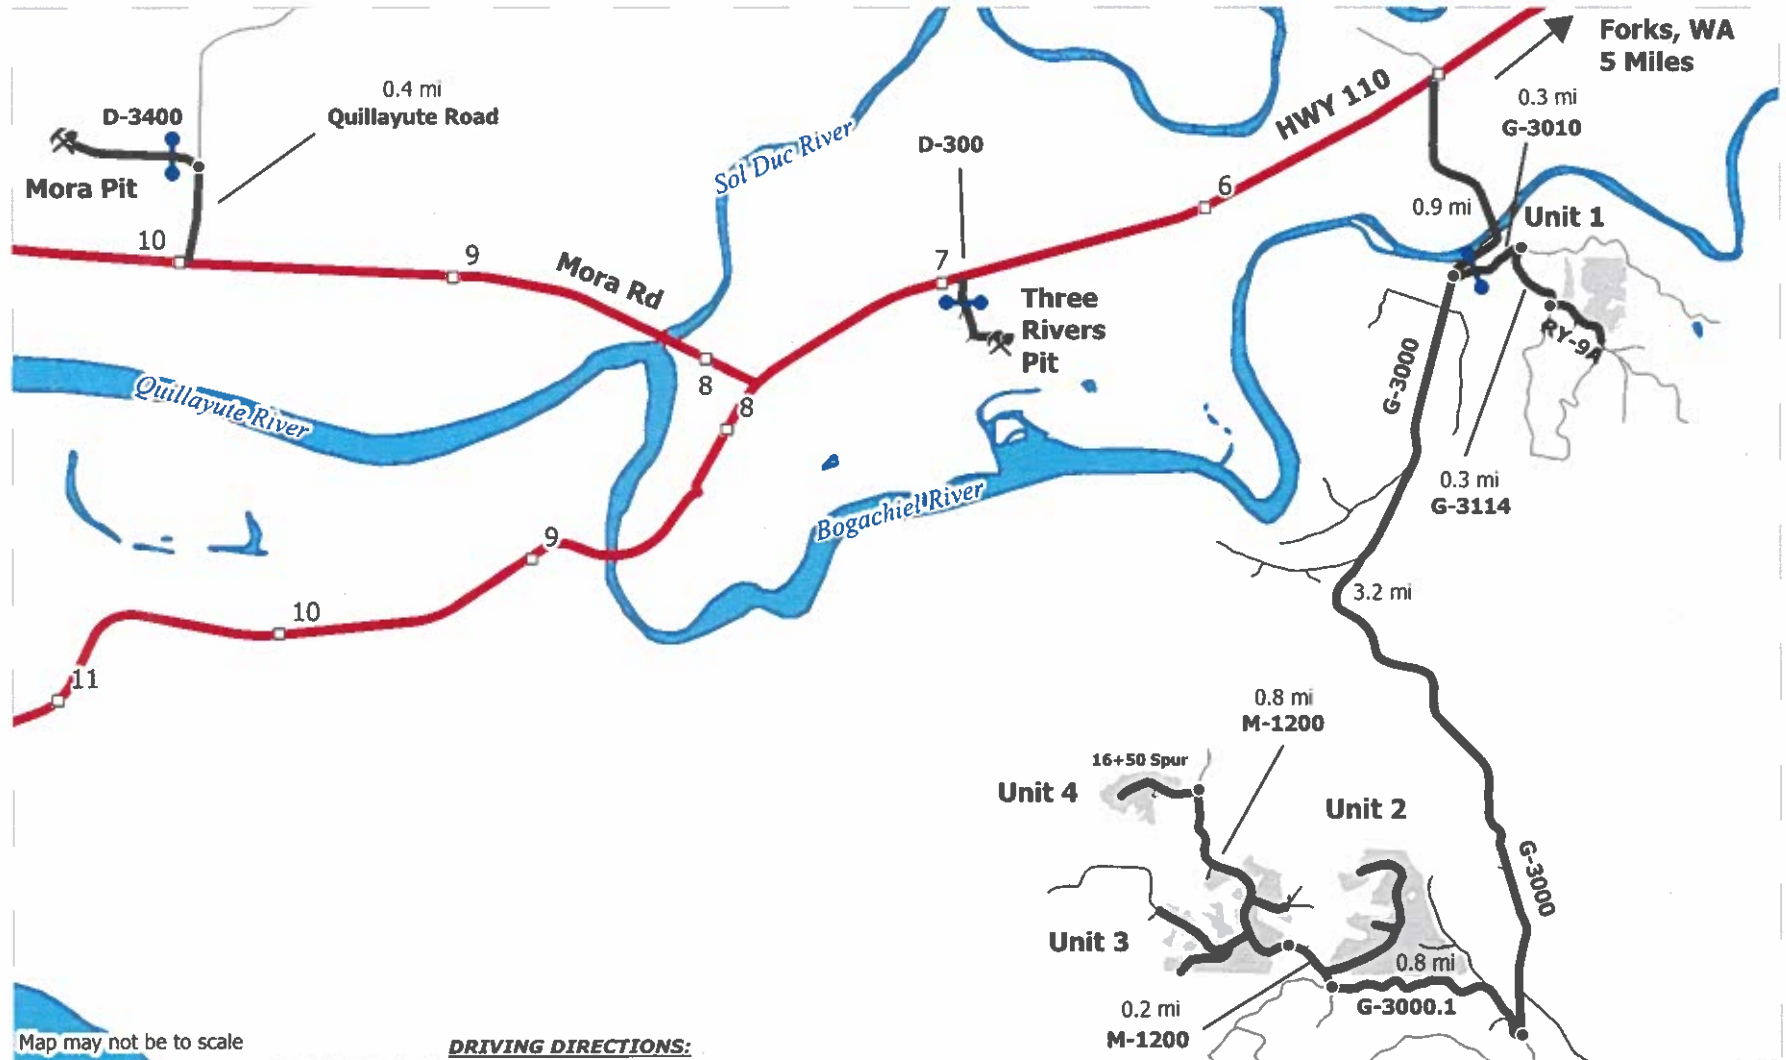 Forks, WA
5 Miles
0.4 mi
Quillayute Road
D-3400
Mora Pit
HWY 110
0.3 mi
G-3010
D-300
Sol Duc River
6
0.9 mi
Unit 1
10
9
Mora Rd
7
Three
Rivers
Pit
RY-9A
G-3000
8
8
Quillayute River
0.3 mi
G-3114
Bogachiel River
9
3.2 mi
10
11
0.8 mi
M-1200
16+50 Spur
Unit 4
Unit 2
G-3000
Unit 3
0.8 mi
G-3000.1
0.2 mi
M-1200
Map may not be to scale
DRIVING DIRECTIONS: